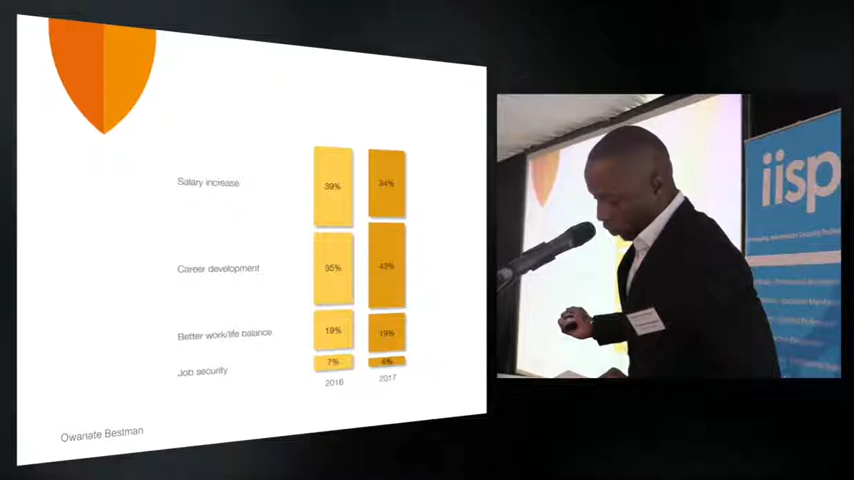 Salary increase
39%
34%
Career development
35%
43%
Better work/life balance
19%
19%
Job security
7%
4%
2016
2017
Owanate Bestman
iisp